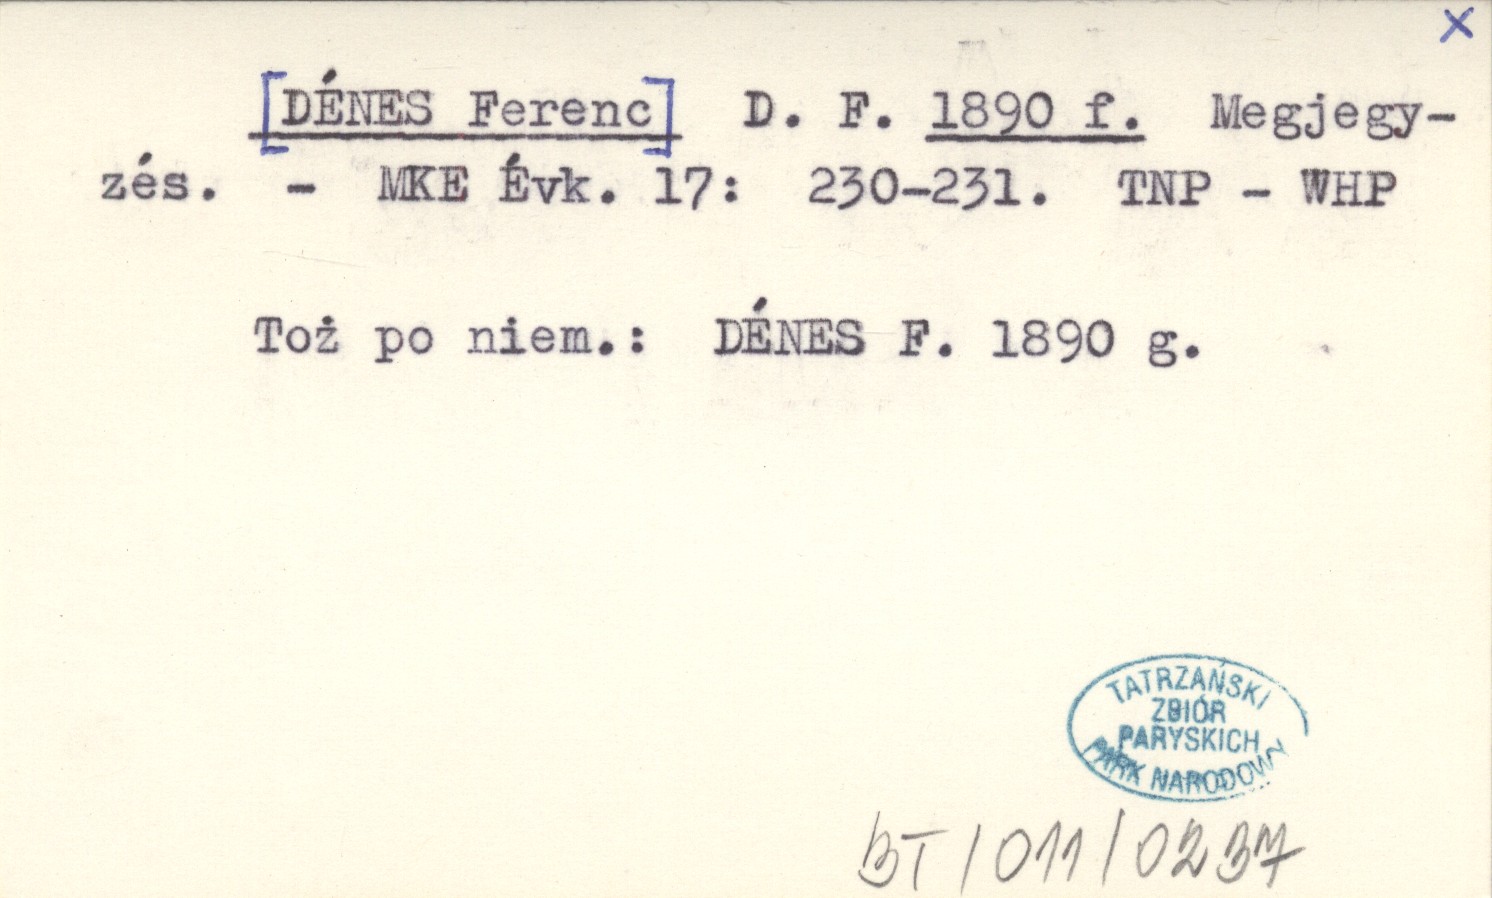 x
[DÉNES Ferenc] D. F. 1890 f. Megjegy-
zés. - MKE Évk. 17: 230-231. TNP - WHP
Toż po niem.: DÉNES F. 1890 g.
TATRZAŃSKI
ZBIÓR
PARYSKICH
PARK NARODOWY
BT/011/0237